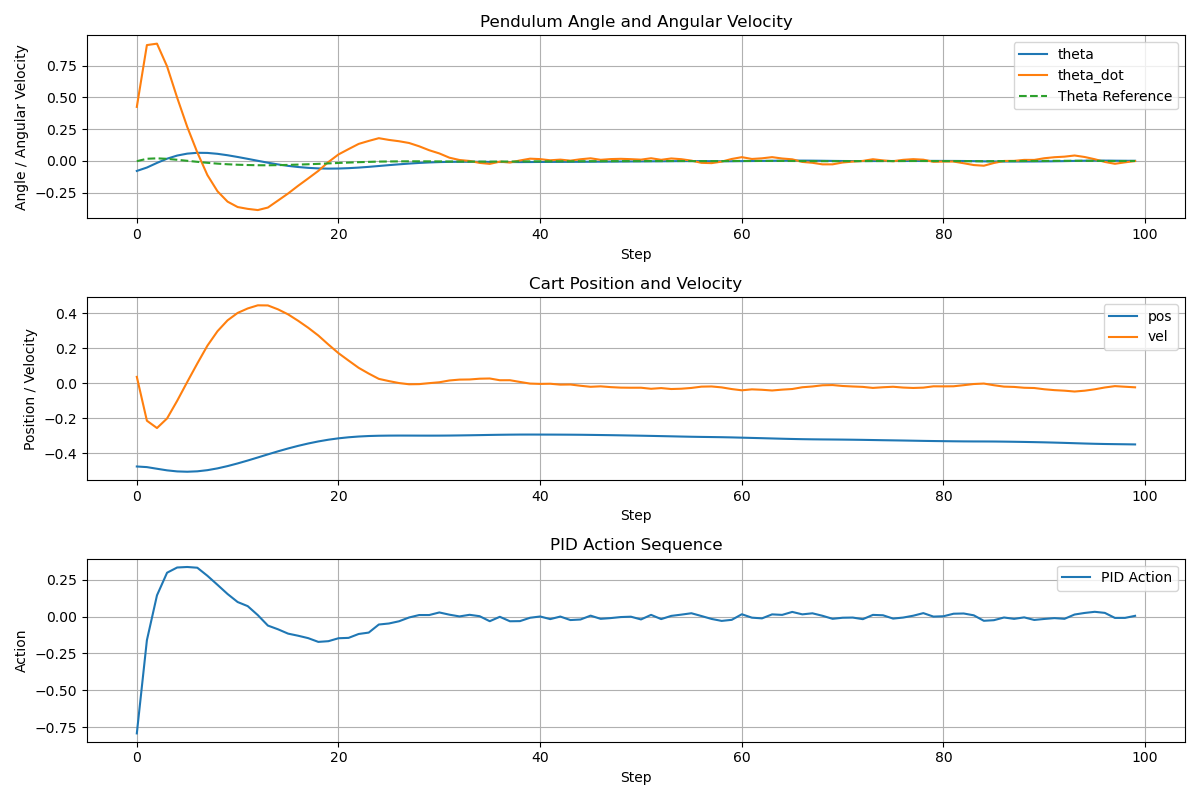 Pendulum Angle and Angular Velocity
Angle / Angular Velocity
0.75
0.50
0.25
0.00
−0.25
theta
theta_dot
Theta Reference
0 20 40 60 80 100
Step
Cart Position and Velocity
Position / Velocity
0.4
0.2
0.0
−0.2
−0.4
pos
vel
0 20 40 60 80 100
Step
PID Action Sequence
Action
0.25
0.00
−0.25
−0.50
−0.75
PID Action
0 20 40 60 80 100
Step